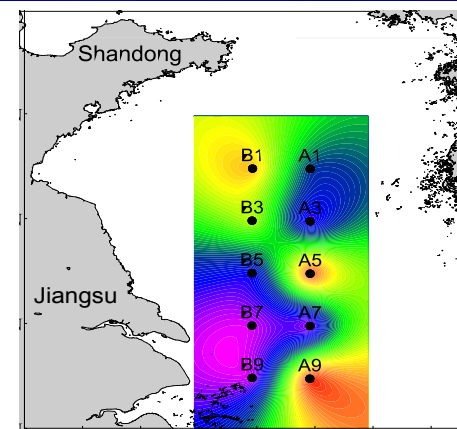 Shandong
B1 A1
B3 A3
B5 A5
Jiangsu
B7 A7
B9 A9